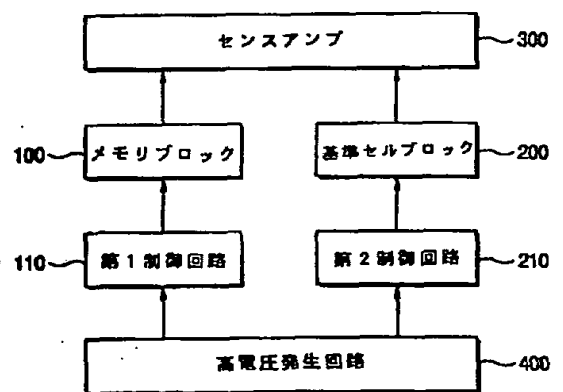 センスアンプ 300
100 メモリブロック 基準セルブロック 200
110 第1制御回路 第2制御回路 210
高電圧発生回路 400